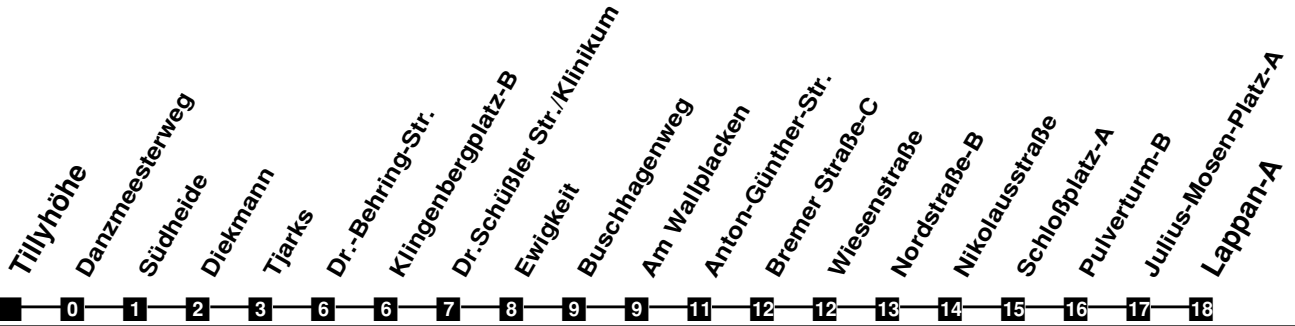 Tillyhöhe
Danzmeesterweg
Südheide
Diekmann
Tjarks
Dr.-Behring-Str.
Klingenbergplatz-B
Dr.Schüßler Str./Klinikum
Ewigkeit
Buschhagenweg
Am Wallplacken
Anton-Günther-Str.
Bremer Straße-C
Wiesenstraße
Nordstraße-B
Nikolausstraße
Schloßplatz-A
Pulverturm-B
Julius-Mosen-Platz-A
Lappan-A
0 1 2 3 6 6 7 8 9 9 11 12 12 13 14 15 16 17 18